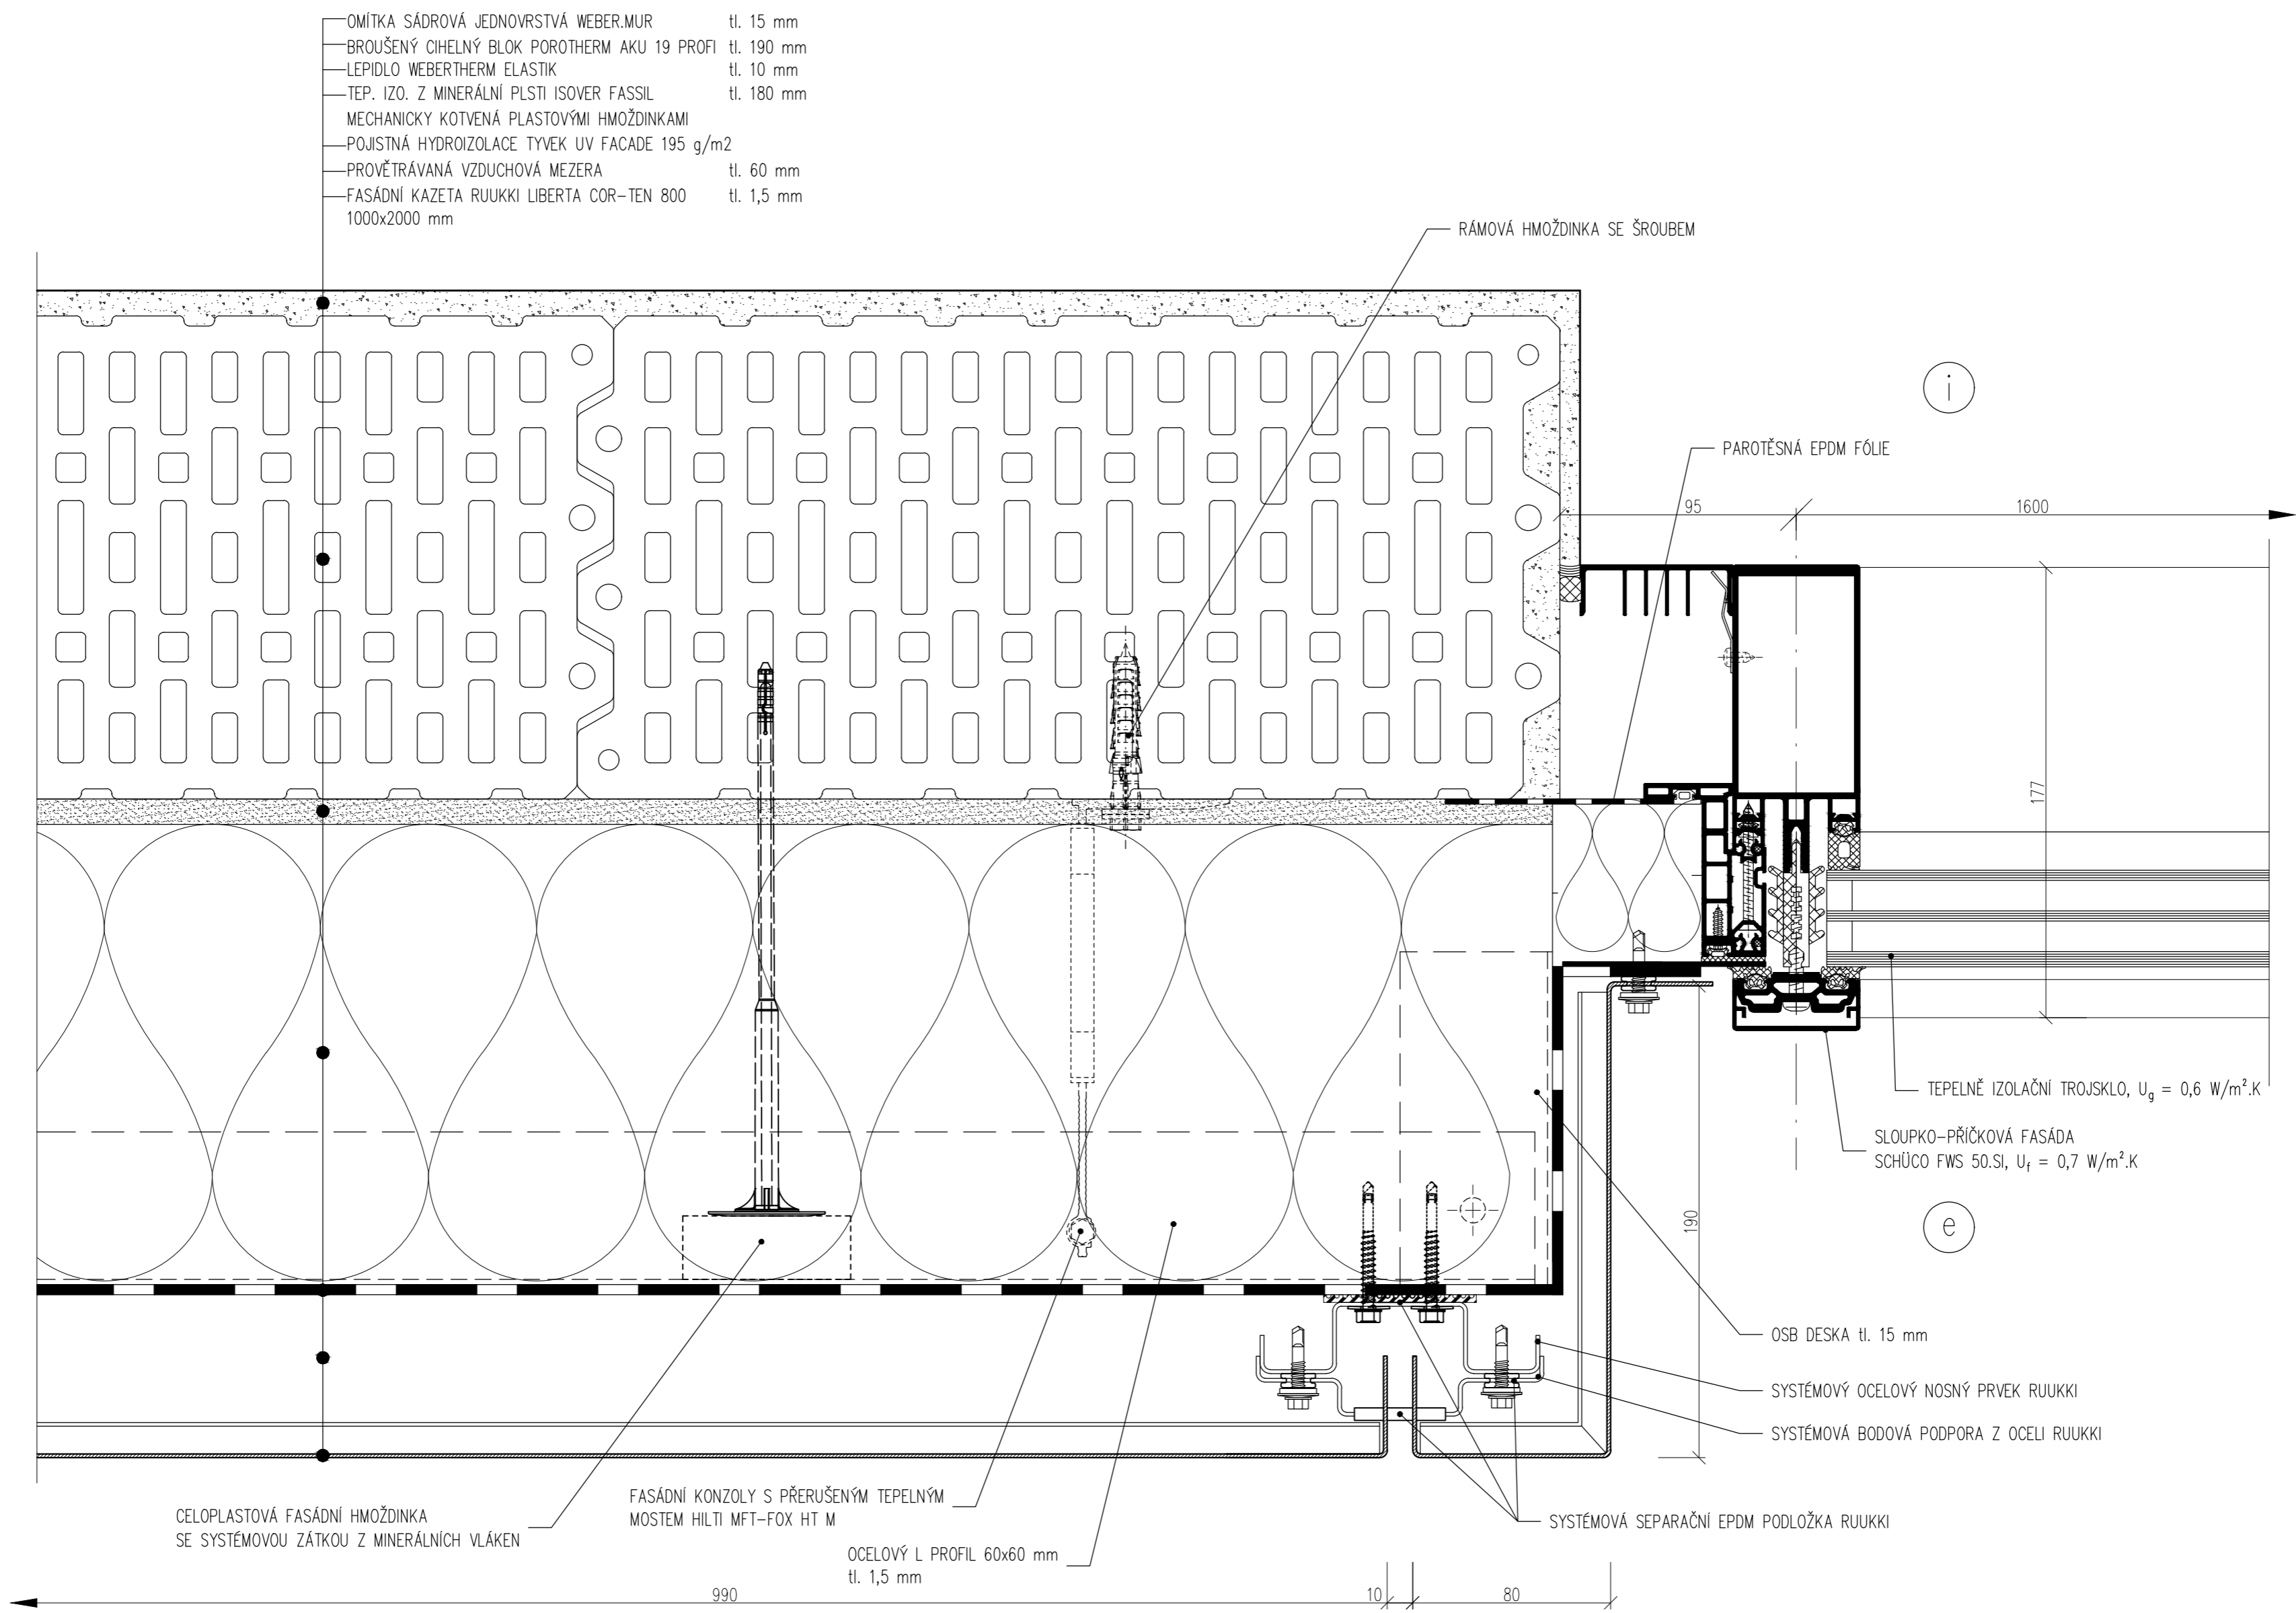 OMÍTKA SÁDROVÁ JEDNOVRSTVÁ WEBER.MUR tl. 15 mm
BROUŠENÝ CIHELNÝ BLOK POROTHERM AKU 19 PROFI tl. 190 mm
LEPIDLO WEBERTHERM ELASTIK tl. 10 mm
TEP. IZO. Z MINERÁLNÍ PLSTI ISOVER FASSIL tl. 180 mm
MECHANICKY KOTVENÁ PLASTOVÝMI HMOŽDINKAMI
POJISTNÁ HYDROIZOLACE TYVEK UV FACADE 195 g/m2
PROVĚTRÁVANÁ VZDUCHOVÁ MEZERA tl. 60 mm
FASÁDNÍ KAZETA RUUKKI LIBERTA COR-TEN 800 tl. 1,5 mm
1000x2000 mm
RÁMOVÁ HMOŽDINKA SE ŠROUBEM
i
PAROTĚSNÁ EPDM FÓLIE
95
1600
177
TEPELNĚ IZOLAČNÍ TROJSKLO, Ug = 0,6 W/m².K
SLOUPKO-PŘÍČKOVÁ FASÁDA
SCHÜCO FWS 50.SI, Uf = 0,7 W/m².K
190
e
OSB DESKA tl. 15 mm
SYSTÉMOVÝ OCELOVÝ NOSNÝ PRVEK RUUKKI
SYSTÉMOVÁ BODOVÁ PODPORA Z OCELI RUUKKI
SYSTÉMOVÁ SEPARAČNÍ EPDM PODLOŽKA RUUKKI
FASÁDNÍ KONZOLY S PŘERUŠENÝM TEPELNÝM
MOSTEM HILTI MFT-FOX HT M
CELOPLASTOVÁ FASÁDNÍ HMOŽDINKA
SE SYSTÉMOVOU ZÁTKOU Z MINERÁLNÍCH VLÁKEN
OCELOVÝ L PROFIL 60x60 mm
tl. 1,5 mm
990
10
80